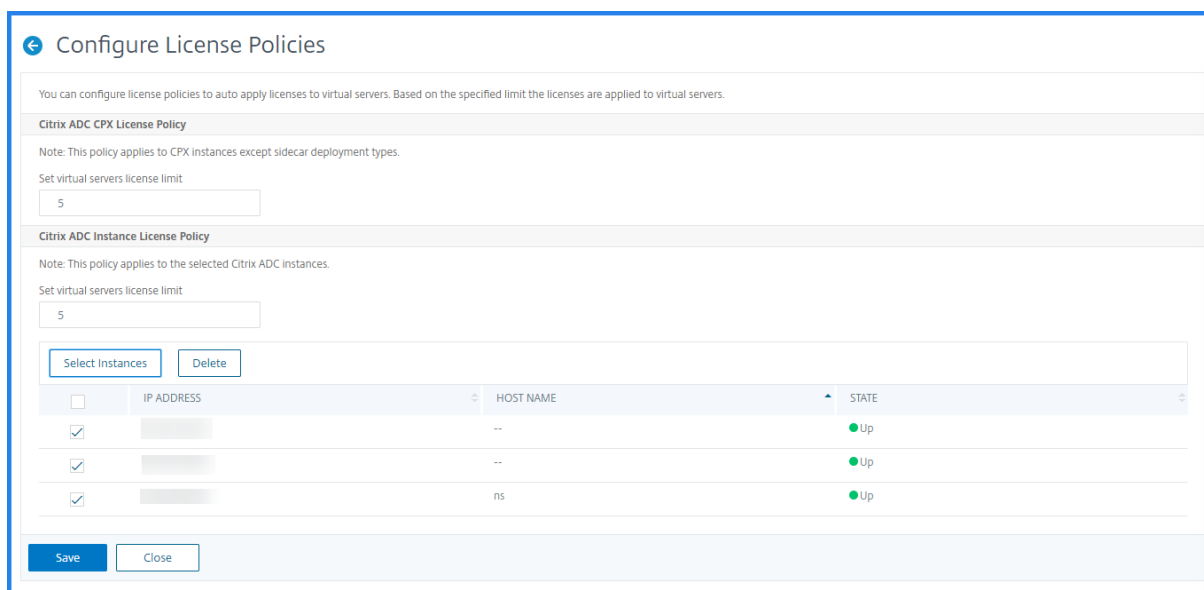 Configure License Policies
You can configure license policies to auto apply licenses to virtual servers. Based on the specified limit the licenses are applied to virtual servers.
Citrix ADC CPX License Policy
Note: This policy applies to CPX instances except sidecar deployment types.
Set virtual servers license limit
5
Citrix ADC Instance License Policy
Note: This policy applies to the selected Citrix ADC instances.
Set virtual servers license limit
5
Select Instances Delete
IP ADDRESS HOST NAME STATE
-- Up
-- Up
ns Up
Save Close